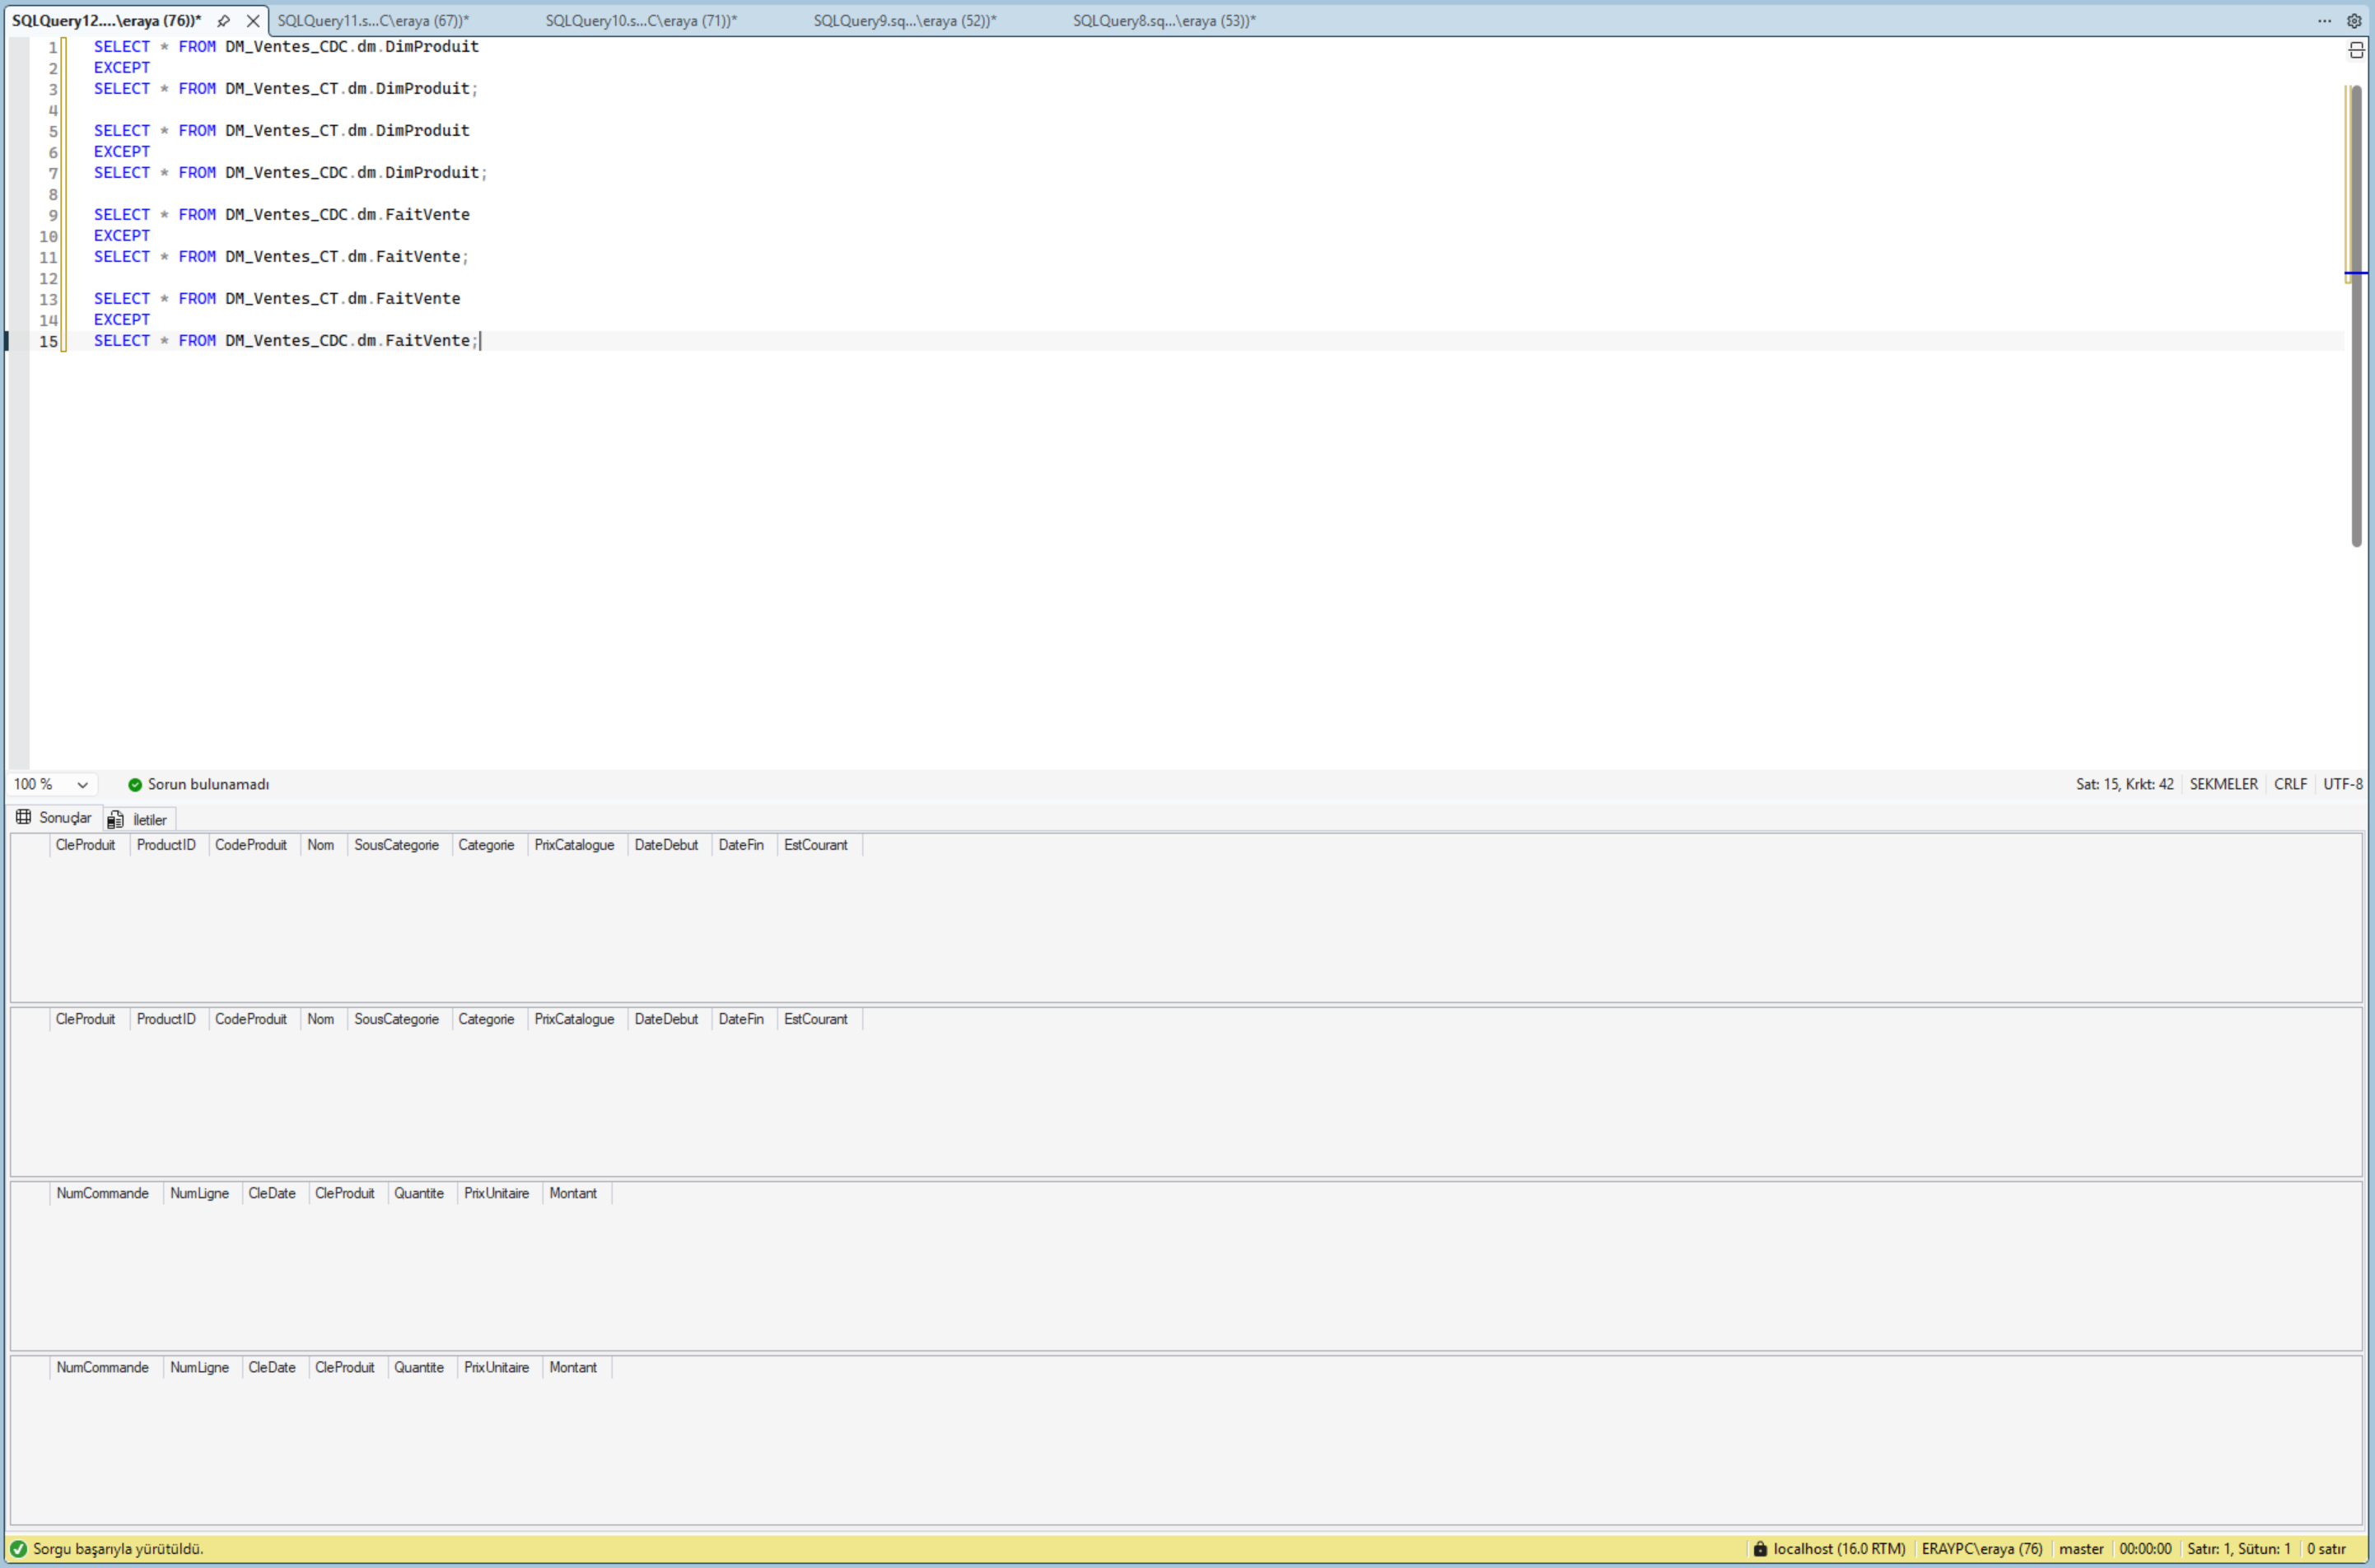 SQLQuery12....\eraya (76))* SQLQuery11.s...C\eraya (67))* SQLQuery10.s...C\eraya (71))* SQLQuery9.sq...\eraya (52))* SQLQuery8.sq...\eraya (53))*
1 SELECT * FROM DM_Ventes_CDC.dm.DimProduit
2 EXCEPT
3 SELECT * FROM DM_Ventes_CT.dm.DimProduit;
4
5 SELECT * FROM DM_Ventes_CT.dm.DimProduit
6 EXCEPT
7 SELECT * FROM DM_Ventes_CDC.dm.DimProduit;
8
9 SELECT * FROM DM_Ventes_CDC.dm.FaitVente
10 EXCEPT
11 SELECT * FROM DM_Ventes_CT.dm.FaitVente;
12
13 SELECT * FROM DM_Ventes_CT.dm.FaitVente
14 EXCEPT
15 SELECT * FROM DM_Ventes_CDC.dm.FaitVente;
100 % Sorun bulunamadı Sat: 15, Krkt: 42 SEKMELER CRLF UTF-8
Sonuçlar İletiler
CleProduit ProductID CodeProduit Nom SousCategorie Categorie PrixCatalogue DateDebut DateFin EstCourant
CleProduit ProductID CodeProduit Nom SousCategorie Categorie PrixCatalogue DateDebut DateFin EstCourant
NumCommande NumLigne CleDate CleProduit Quantite PrixUnitaire Montant
NumCommande NumLigne CleDate CleProduit Quantite PrixUnitaire Montant
Sorgu başarıyla yürütüldü. localhost (16.0 RTM) ERAYPC\eraya (76) master 00:00:00 Satır: 1, Sütun: 1 0 satır